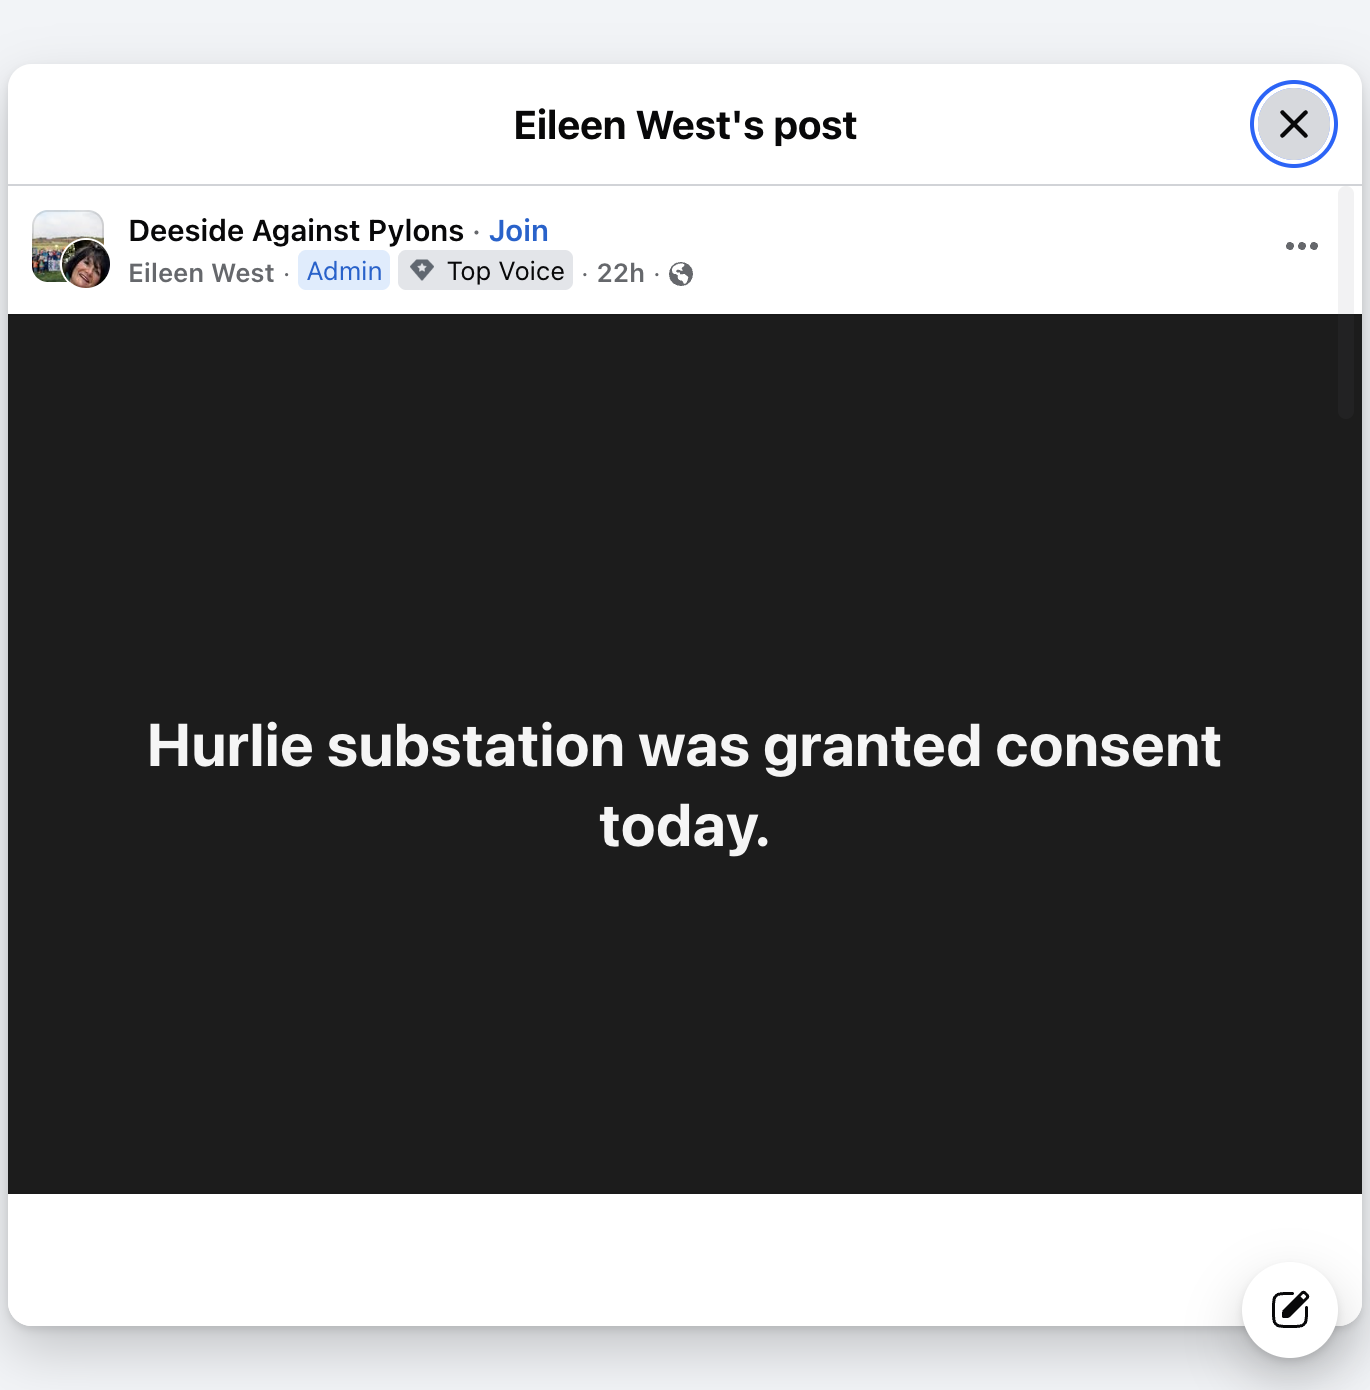 Eileen West's post
Deeside Against Pylons · Join
Eileen West · Admin Top Voice · 22h ·
Hurlie substation was granted consent
today.